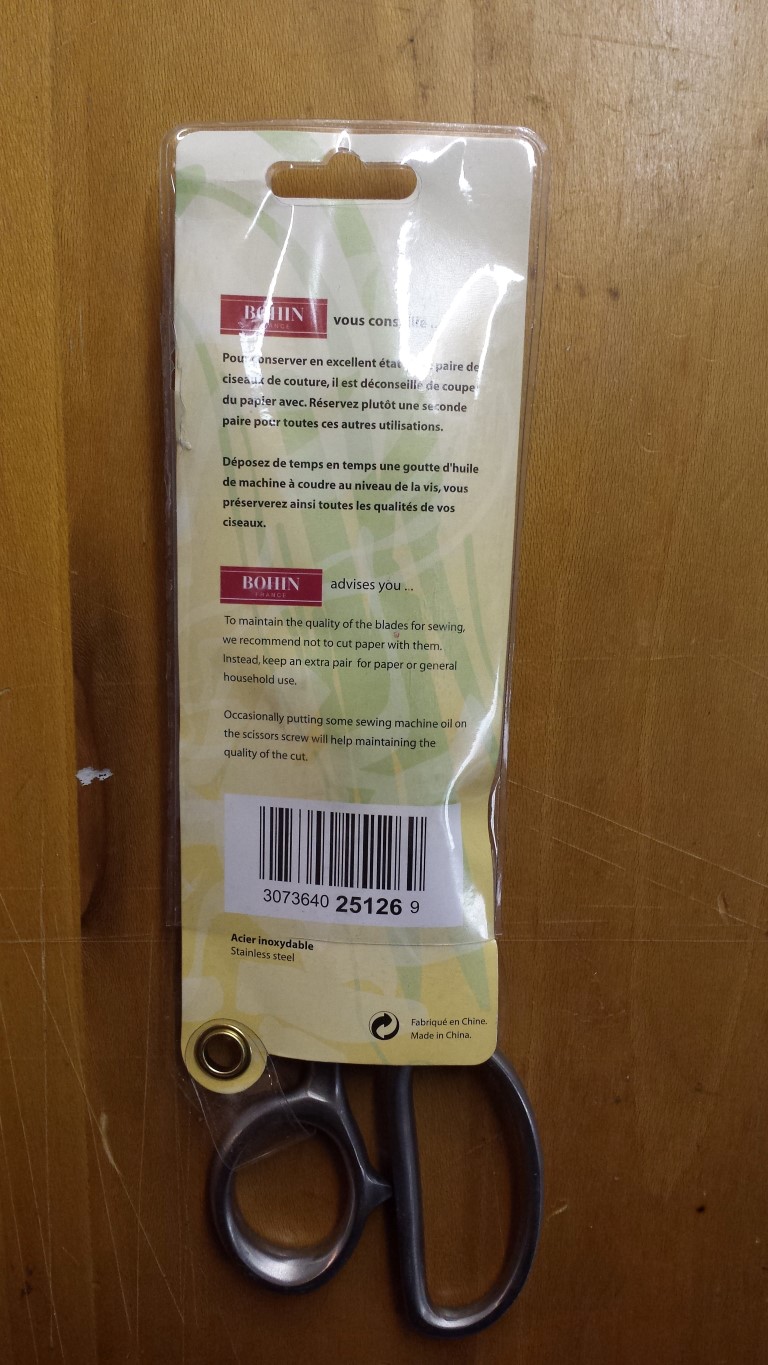 BOHIN
FRANCE
vous conseille ...
Pour conserver en excellent état paire de
ciseaux de couture, il est déconseillé de couper
du papier avec. Réservez plutôt une seconde
paire pour toutes ces autres utilisations.
Déposez de temps en temps une goutte d'huile
de machine à coudre au niveau de la vis, vous
préserverez ainsi toutes les qualités de vos
ciseaux.
BOHIN
FRANCE
advises you ...
To maintain the quality of the blades for sewing,
we recommend not to cut paper with them.
Instead, keep an extra pair for paper or general
household use.
Occasionally putting some sewing machine oil on
the scissors screw will help maintaining the
quality of the cut.
3073640 25126 9
Acier inoxydable
Stainless steel
Fabriqué en Chine.
Made in China.